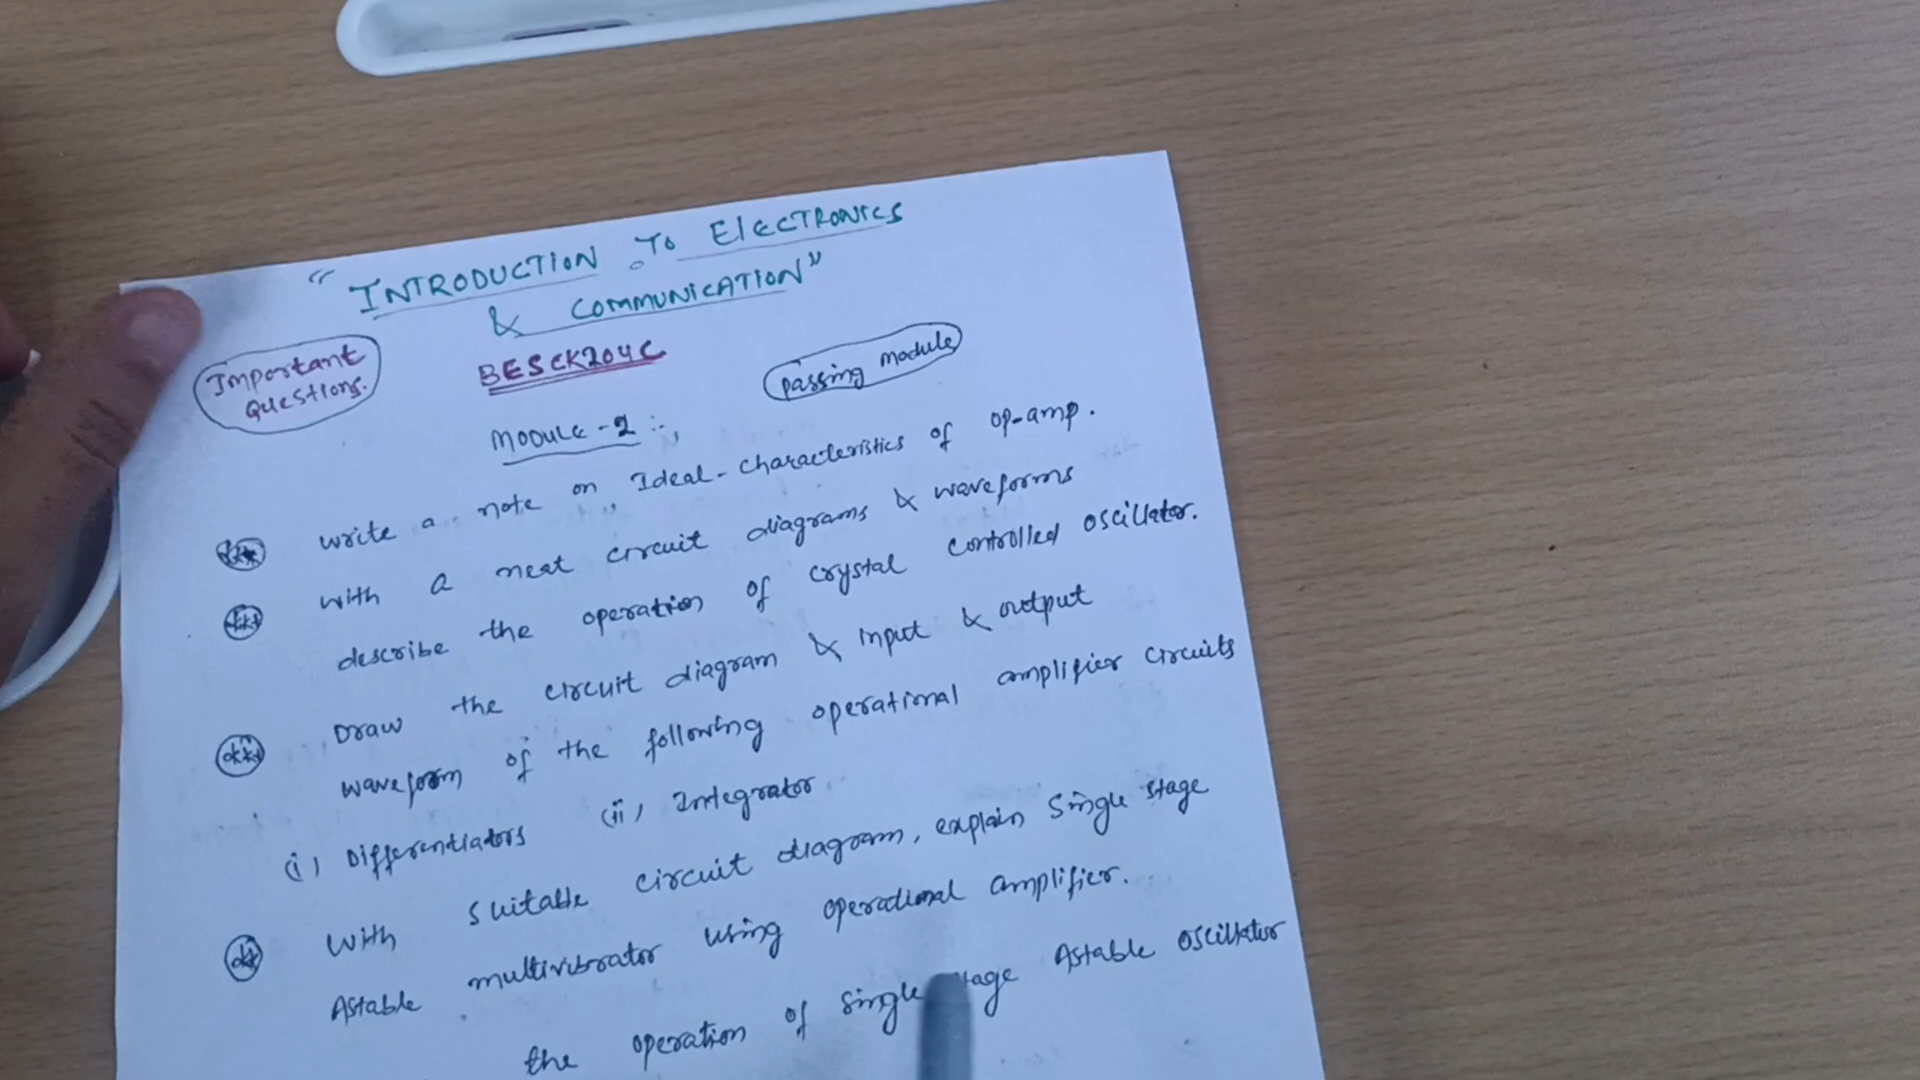 "INTRODUCTION TO ElECTRONICS
& COMMUNICATION"
Important
Questions.
BESCK204C
passing module
MODULE-2 :-
write a note on Ideal-characteristics of op-amp.
with a neat circuit diagrams & waveforms
describe the operation of crystal controlled oscillator.
Draw the circuit diagram & input & output
waveform of the following operational amplifier circuits
(i) Differentiators (ii) Integrator
With suitable circuit diagram, explain single stage
Astable multivibrator using operational amplifier.
the operation of single Astable oscillator